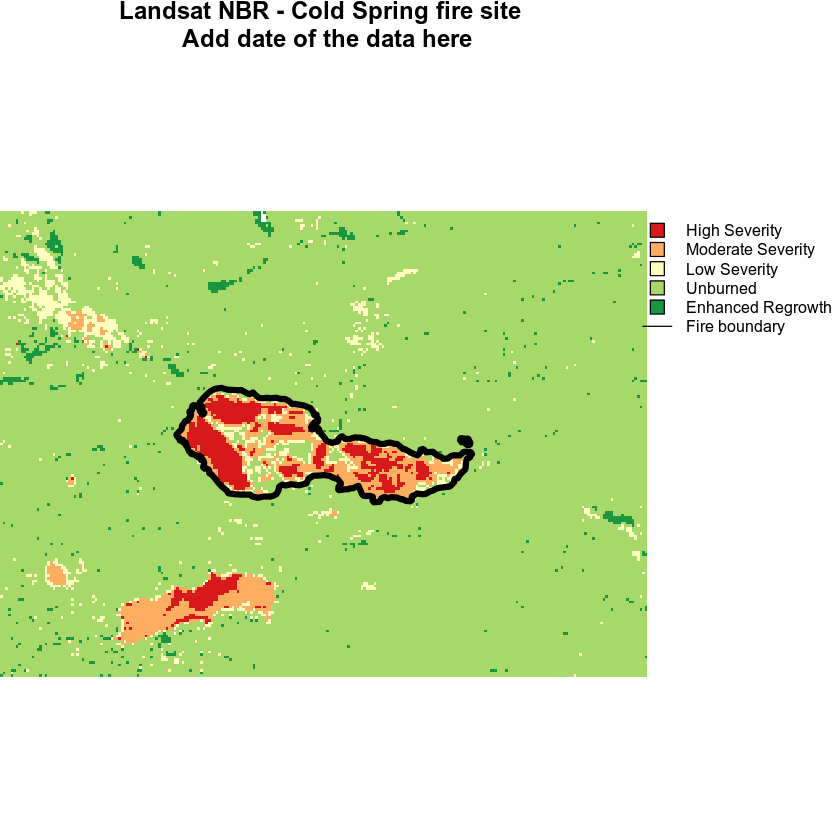 Landsat NBR - Cold Spring fire site
Add date of the data here
High Severity
Moderate Severity
Low Severity
Unburned
Enhanced Regrowth
Fire boundary